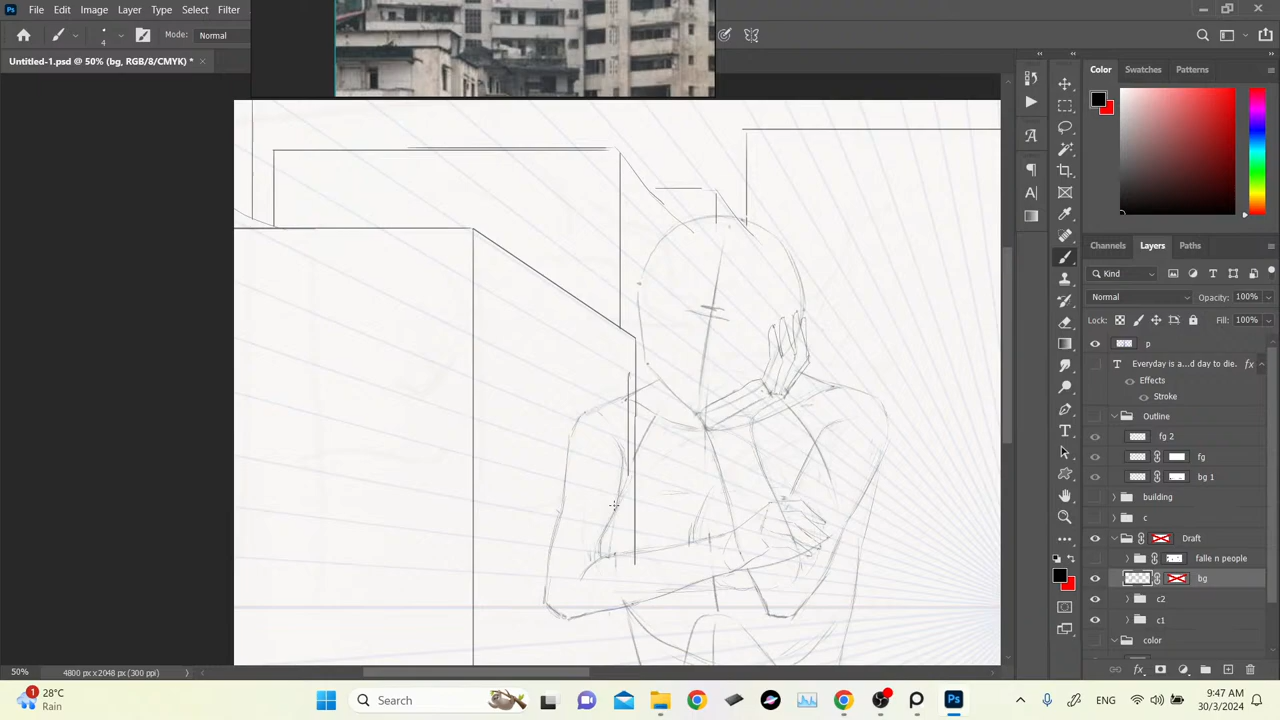 File Edit Image Layer Type Select Filter
4 Mode: Normal
Untitled-1.psd @ 50% (bg, RGB/8/CMYK) *
Color Swatches Patterns
Channels Layers Paths
Kind
Normal Opacity: 100%
Lock: Fill: 100%
p
Everyday is a...d day to die. fx
Effects
Stroke
Outline
fg 2
fg
bg 1
building
c
Draft
falle n people
bg
c2
c1
color
50% 4800 px x 2048 px (300 ppi)
1 28°C
Rain
Search
ENG
9:47 AM
30/3/2024